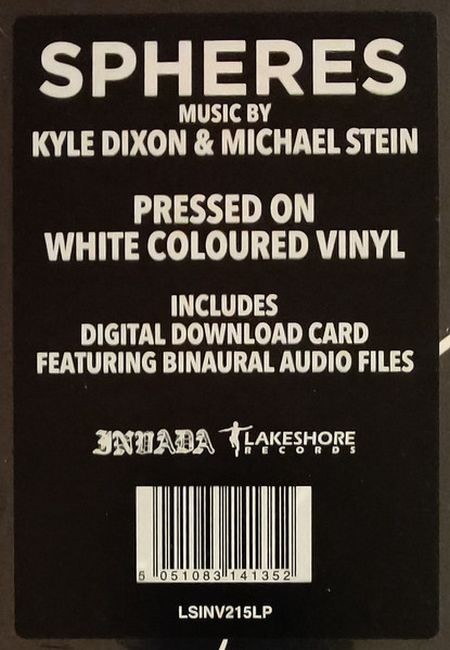 SPHERES
MUSIC BY
KYLE DIXON & MICHAEL STEIN
PRESSED ON
WHITE COLOURED VINYL
INCLUDES
DIGITAL DOWNLOAD CARD
FEATURING BINAURAL AUDIO FILES
INVADA LAKESHORE
RECORDS
5 051083 141352
LSINV215LP